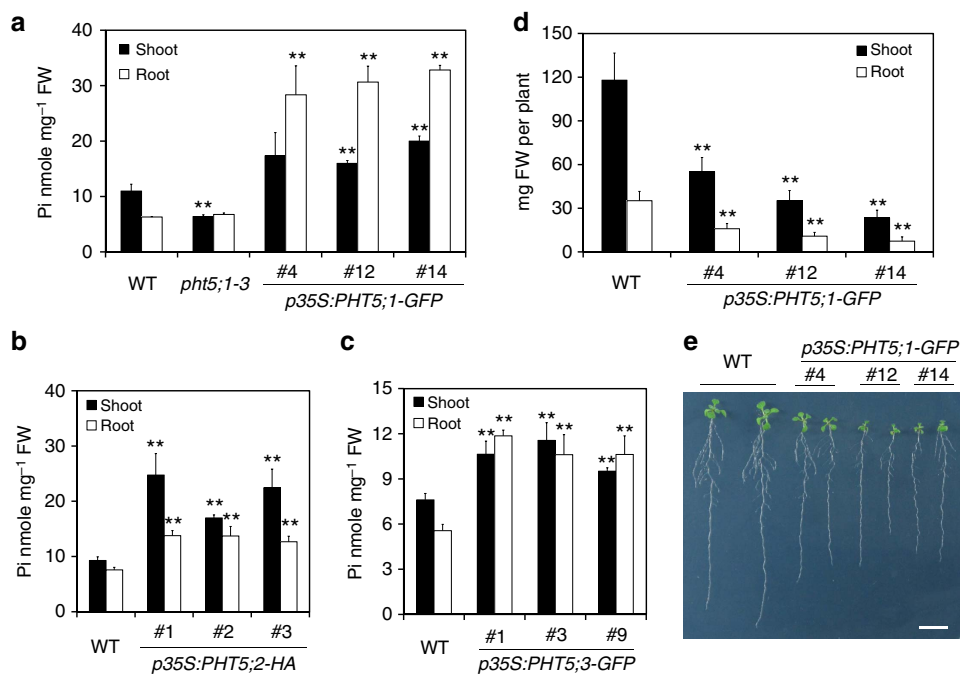 a
Pi nmole mg⁻¹ FW
40
30
20
10
0
Shoot
Root
**
**
**
**
**
**
WT
pht5;1-3
#4
#12
#14
p35S:PHT5;1-GFP
d
mg FW per plant
150
120
90
60
30
0
Shoot
Root
**
**
**
**
**
**
WT
#4
#12
#14
p35S:PHT5;1-GFP
b
Pi nmole mg⁻¹ FW
40
30
20
10
0
Shoot
Root
**
**
**
**
**
**
WT
#1
#2
#3
p35S:PHT5;2-HA
c
Pi nmole mg⁻¹ FW
15
12
9
6
3
0
Shoot
Root
**
**
**
**
**
**
WT
#1
#3
#9
p35S:PHT5;3-GFP
e
WT
p35S:PHT5;1-GFP
#4
#12
#14